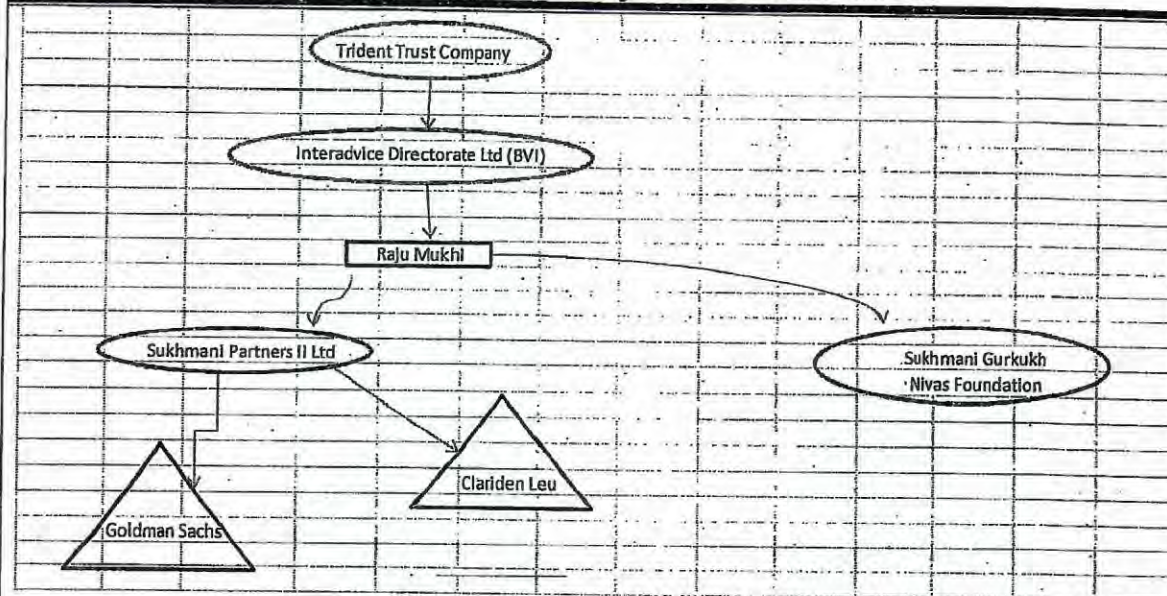 Trident Trust Company
Interadvice Directorate Ltd (BVI)
Raju Mukhi
Sukhmani Partners II Ltd
Sukhmani Gurkukh
Nivas Foundation
Clariden Leu
Goldman Sachs